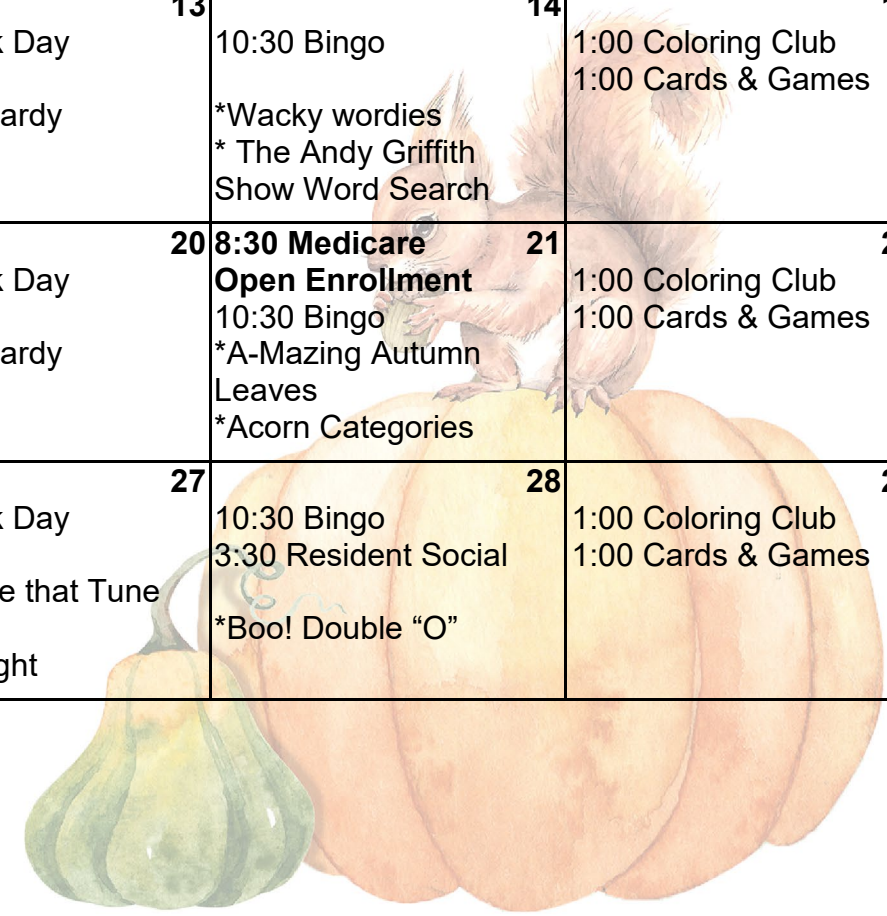 13
Day
10:30 Bingo
*Wacky wordies
* The Andy Griffith
Show Word Search
14
1:00 Coloring Club
1:00 Cards & Games
20
Day
8:30 Medicare
Open Enrollment
21
10:30 Bingo
*A-Mazing Autumn
Leaves
*Acorn Categories
1:00 Coloring Club
1:00 Cards & Games
27
Day
that Tune
28
10:30 Bingo
3:30 Resident Social
*Boo! Double “O”
1:00 Coloring Club
1:00 Cards & Games